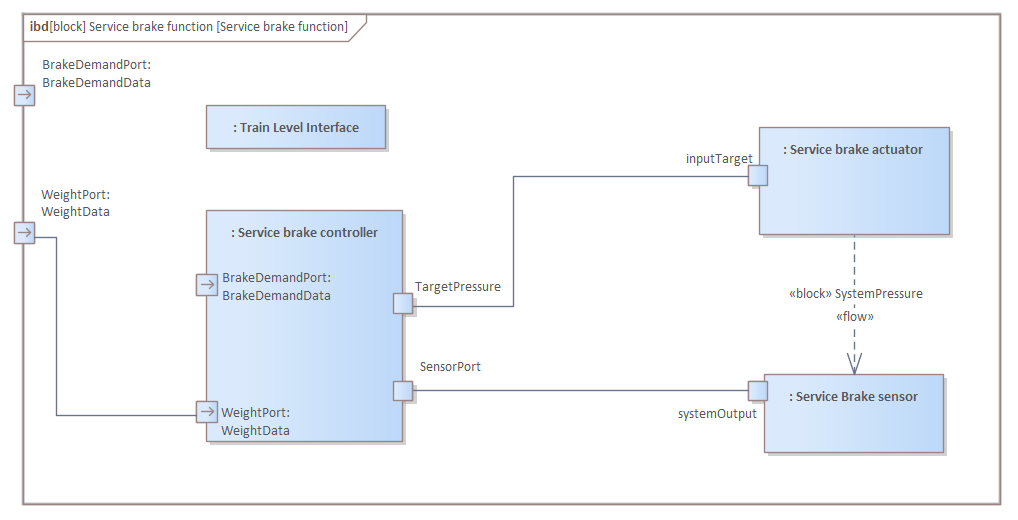 ibd[block] Service brake function [Service brake function]
BrakeDemandPort:
BrakeDemandData
: Train Level Interface
: Service brake actuator
inputTarget
WeightPort:
WeightData
: Service brake controller
BrakeDemandPort:
BrakeDemandData
TargetPressure
«block» SystemPressure
«flow»
SensorPort
: Service Brake sensor
systemOutput
WeightPort:
WeightData